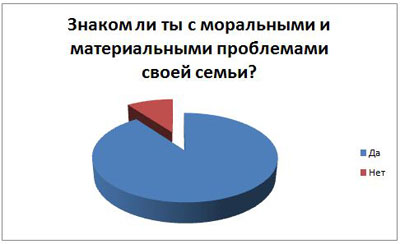 Знаком ли ты с моральными и
материальными проблемами
своей семьи?
Да
Нет